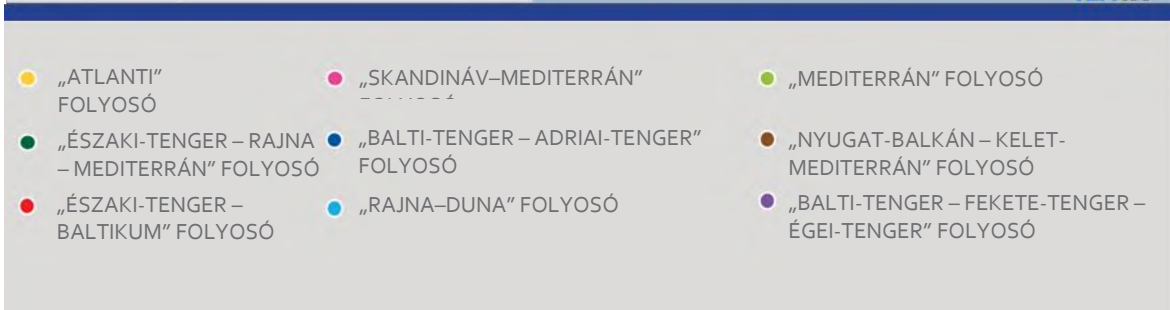 „ATLANTI”
FOLYOSÓ
„SKANDINÁV–MEDITERRÁN”
„MEDITERRÁN” FOLYOSÓ
„ÉSZAKI-TENGER – RAJNA
– MEDITERRÁN” FOLYOSÓ
„BALTI-TENGER – ADRIAI-TENGER”
FOLYOSÓ
„NYUGAT-BALKÁN – KELET-
MEDITERRÁN” FOLYOSÓ
„ÉSZAKI-TENGER –
BALTIKUM” FOLYOSÓ
„RAJNA–DUNA” FOLYOSÓ
„BALTI-TENGER – FEKETE-TENGER –
ÉGEI-TENGER” FOLYOSÓ